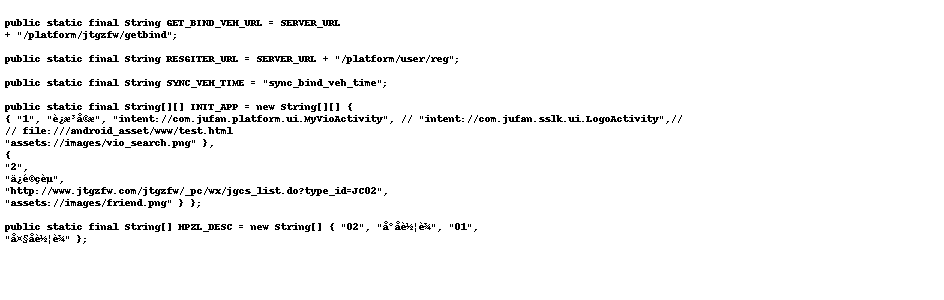 public static final String GET_BIND_VEH_URL = SERVER_URL
+ "/platform/jtgzfw/getbind";
public static final String RESGITER_URL = SERVER_URL + "/platform/user/reg";
public static final String SYNC_VEH_TIME = "sync_bind_veh_time";
public static final String[][] INIT_APP = new String[][] {
{ "1", "è¿æ³å®æ", "intent://com.jufan.platform.ui.MyVioActivity", // "intent://com.jufan.sslk.ui.LogoActivity",//
// file:///android_asset/www/test.html
"assets://images/vio_search.png" },
{
"2",
"ä¿é©çèµ",
"http://www.jtgzfw.com/jtgzfw/_pc/wx/jgcs_list.do?type_id=JC02",
"assets://images/friend.png" } };
public static final String[] HPZL_DESC = new String[] { "02", "å°åè½¦è¾", "01",
"å¤§åè½¦è¾" };